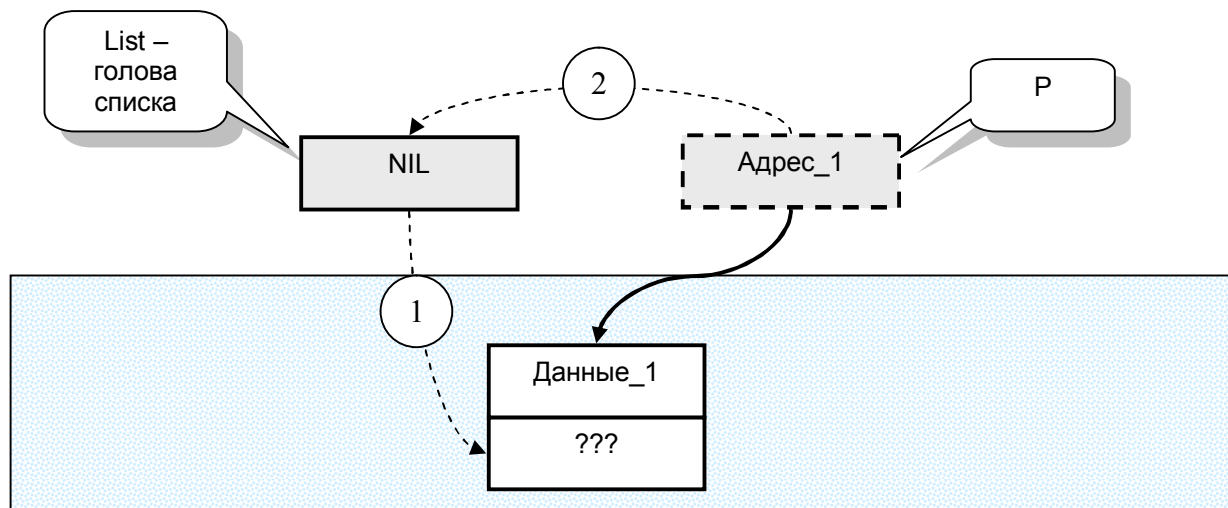 List –
голова
списка
2
P
NIL
Адрес_1
1
Данные_1
???